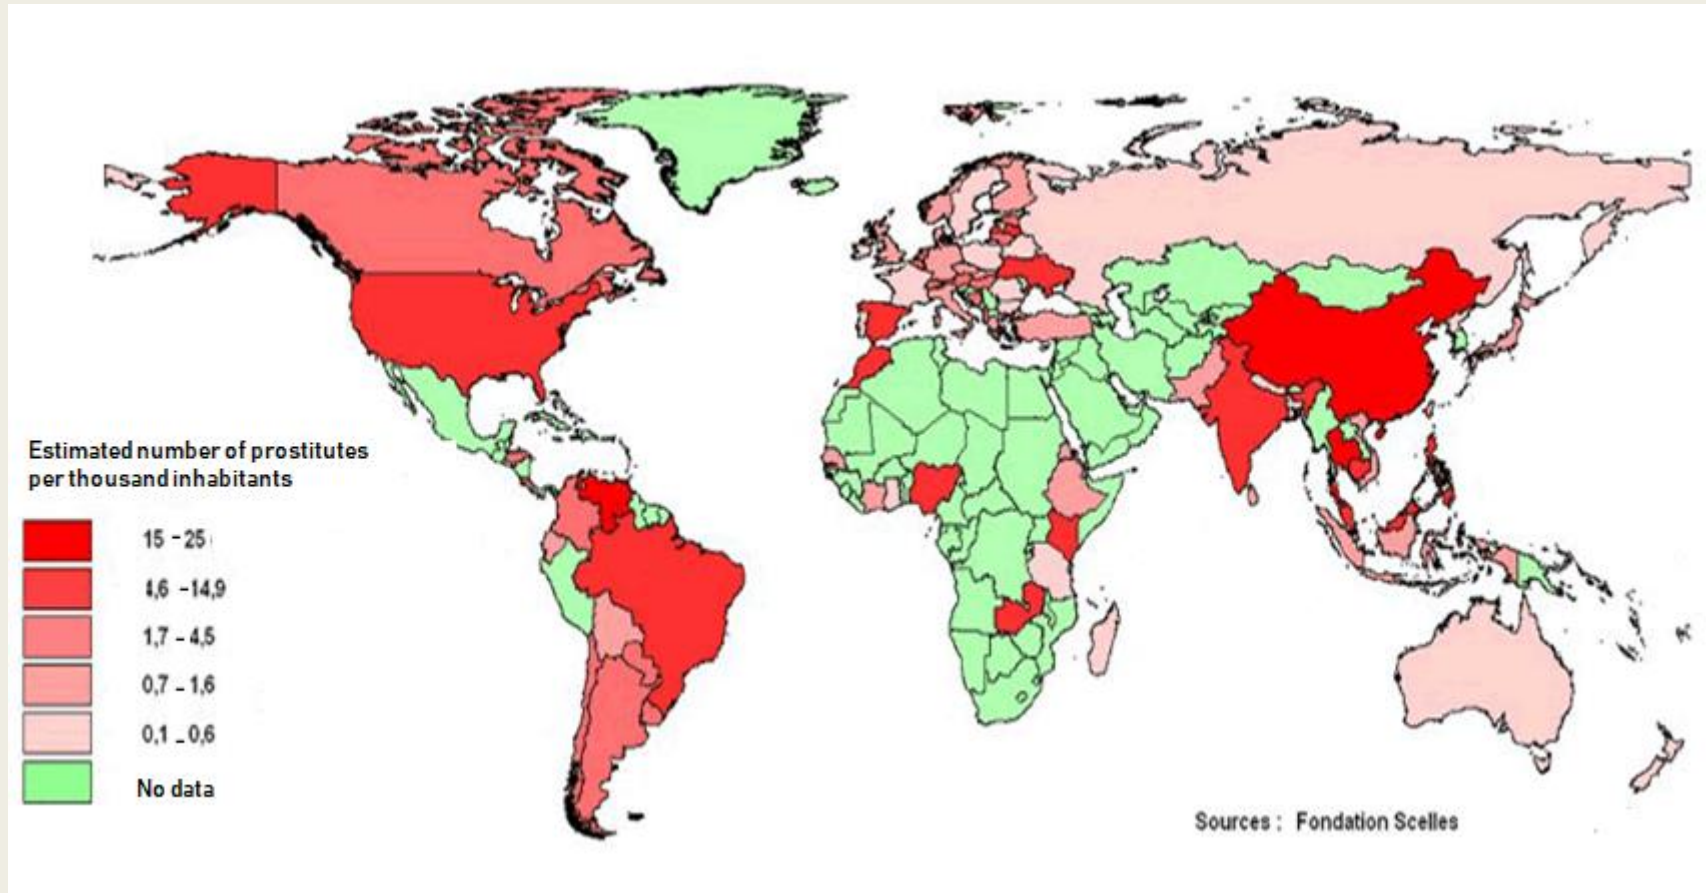 Estimated number of prostitutes
per thousand inhabitants
15 - 25
4,6 - 14,9
1,7 - 4,5
0,7 - 1,6
0,1 - 0,6
No data
Sources : Fondation Scelles